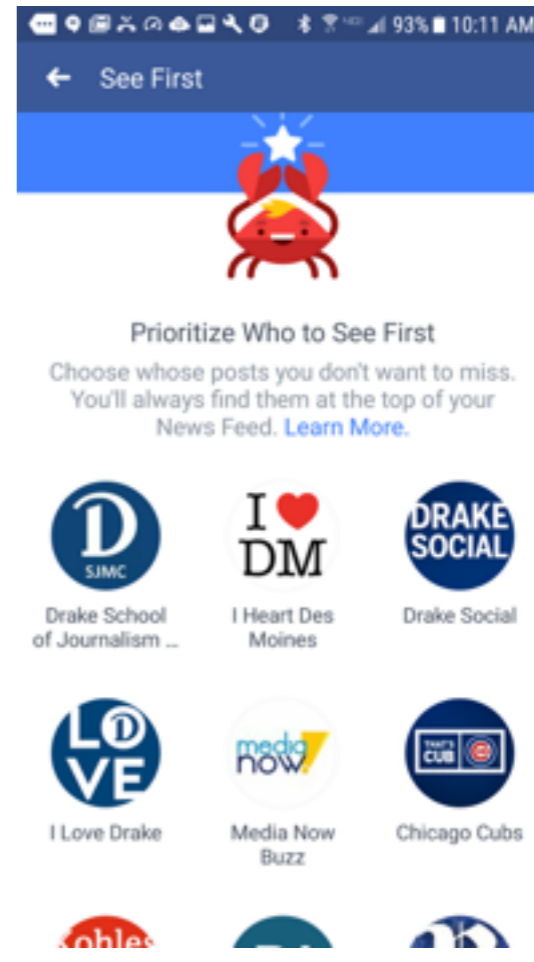 93% 10:11 AM
See First
Prioritize Who to See First
Choose whose posts you don't want to miss.
You'll always find them at the top of your
News Feed. Learn More.
D
SJMC
I
DM
DRAKE
SOCIAL
Drake School
of Journalism ...
I Heart Des
Moines
Drake Social
LD
VE
media
now
THAT'S
CUB
I Love Drake
Media Now
Buzz
Chicago Cubs